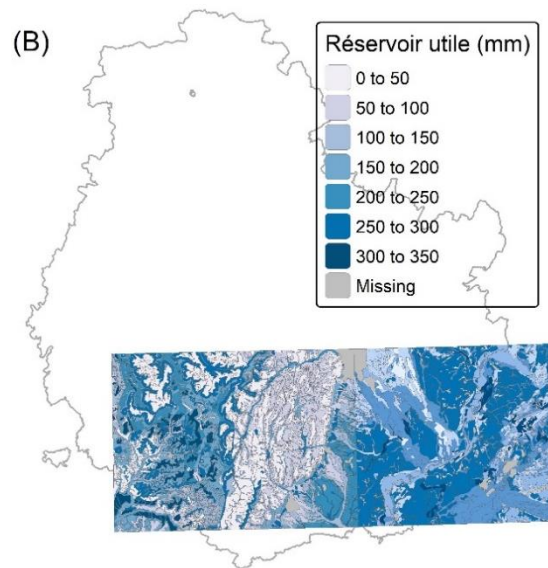 (B)
Réservoir utile (mm)
0 to 50
50 to 100
100 to 150
150 to 200
200 to 250
250 to 300
300 to 350
Missing